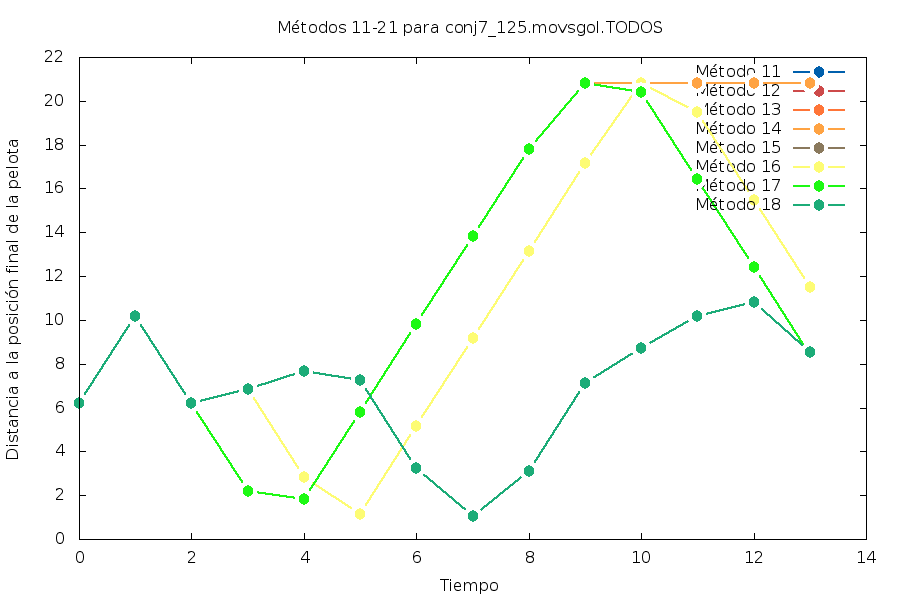 Métodos 11-21 para conj7_125.movsgol.TODOS
Distancia a la posición final de la pelota
22
20
18
16
14
12
10
8
6
4
2
0
0 2 4 6 8 10 12 14
Tiempo
Método 11
Método 12
Método 13
Método 14
Método 15
Método 16
Método 17
Método 18